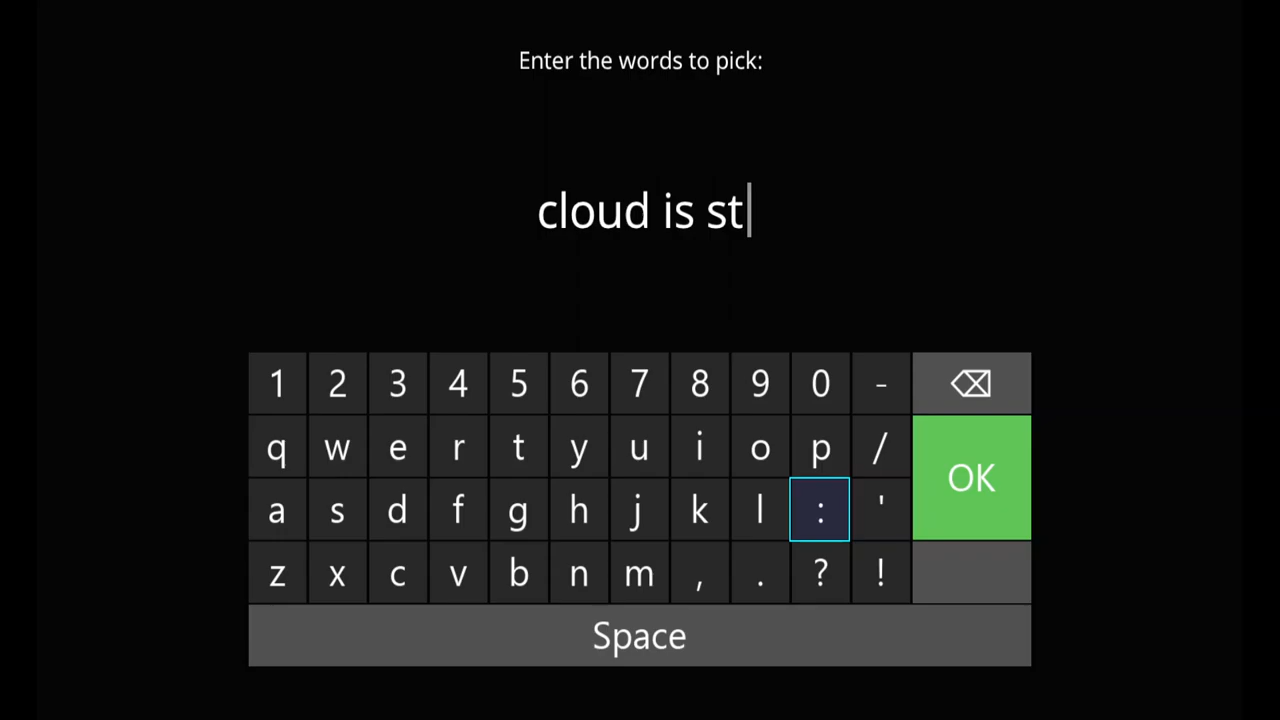 Enter the words to pick:
cloud is st
1 2 3 4 5 6 7 8 9 0 - ⌫
q w e r t y u i o p /
OK
a s d f g h j k l : '
z x c v b n m , . ? !
Space